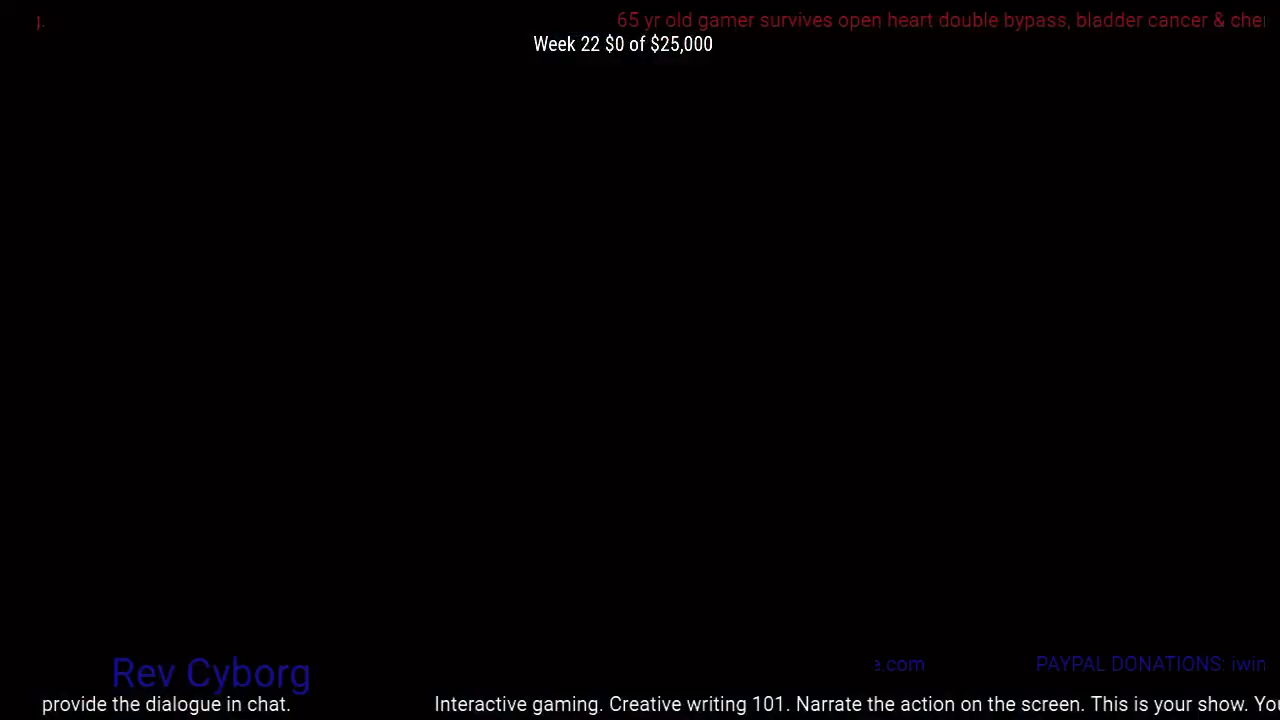 65 yr old gamer survives open heart double bypass, bladder cancer &
Week 22 $0 of $25,000
Rev Cyborg
e.com PAYPAL DONATIONS: iwin
provide the dialogue in chat. Interactive gaming. Creative writing 101. Narrate the action on the screen. This is your show.